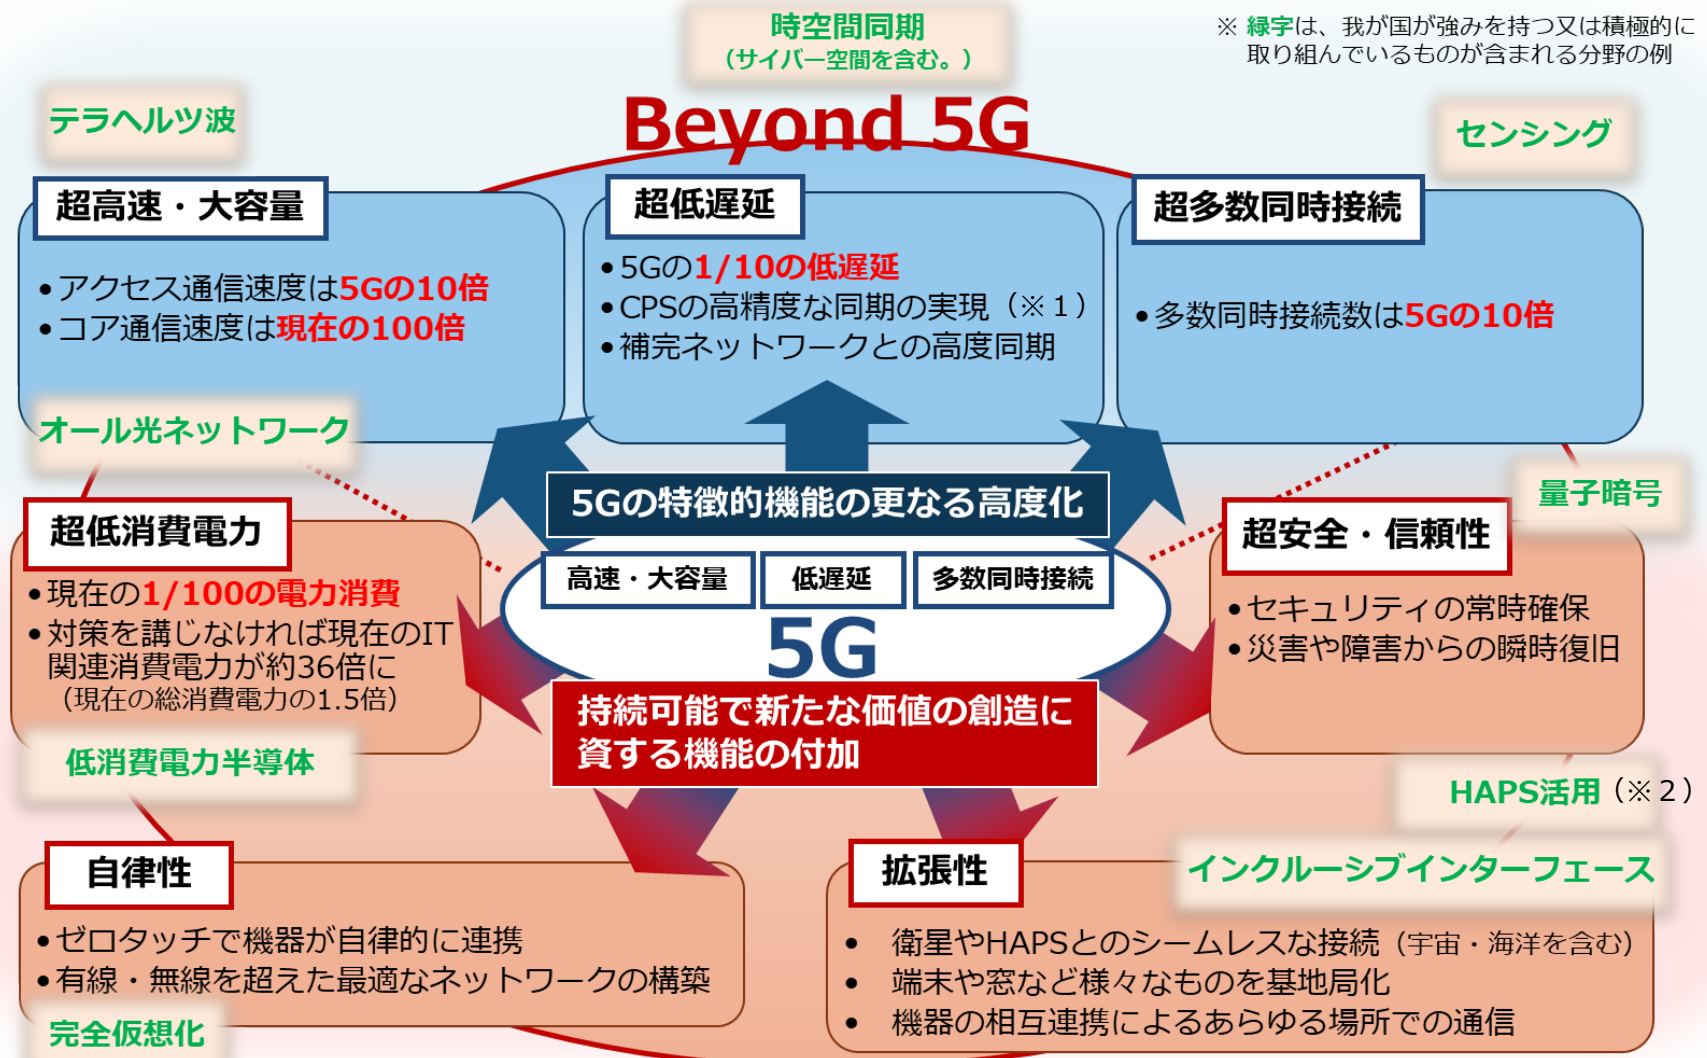 時空間同期
（サイバー空間を含む。）
※ 緑字は、我が国が強みを持つ又は積極的に
取り組んでいるものが含まれる分野の例
テラヘルツ波
Beyond 5G
センシング
超高速・大容量
•アクセス通信速度は5Gの10倍
•コア通信速度は現在の100倍
超低遅延
•5Gの1/10の低遅延
•CPSの高精度な同期の実現（※１）
•補完ネットワークとの高度同期
超多数同時接続
•多数同時接続数は5Gの10倍
オール光ネットワーク
量子暗号
5Gの特徴的機能の更なる高度化
高速・大容量
低遅延
多数同時接続
5G
持続可能で新たな価値の創造に
資する機能の付加
超低消費電力
•現在の1/100の電力消費
•対策を講じなければ現在のIT
関連消費電力が約36倍に
（現在の総消費電力の1.5倍）
超安全・信頼性
•セキュリティの常時確保
•災害や障害からの瞬時復旧
低消費電力半導体
HAPS活用（※２）
自律性
•ゼロタッチで機器が自律的に連携
•有線・無線を超えた最適なネットワークの構築
完全仮想化
拡張性
インクルーシブインターフェース
• 衛星やHAPSとのシームレスな接続（宇宙・海洋を含む）
• 端末や窓など様々なものを基地局化
• 機器の相互連携によるあらゆる場所での通信